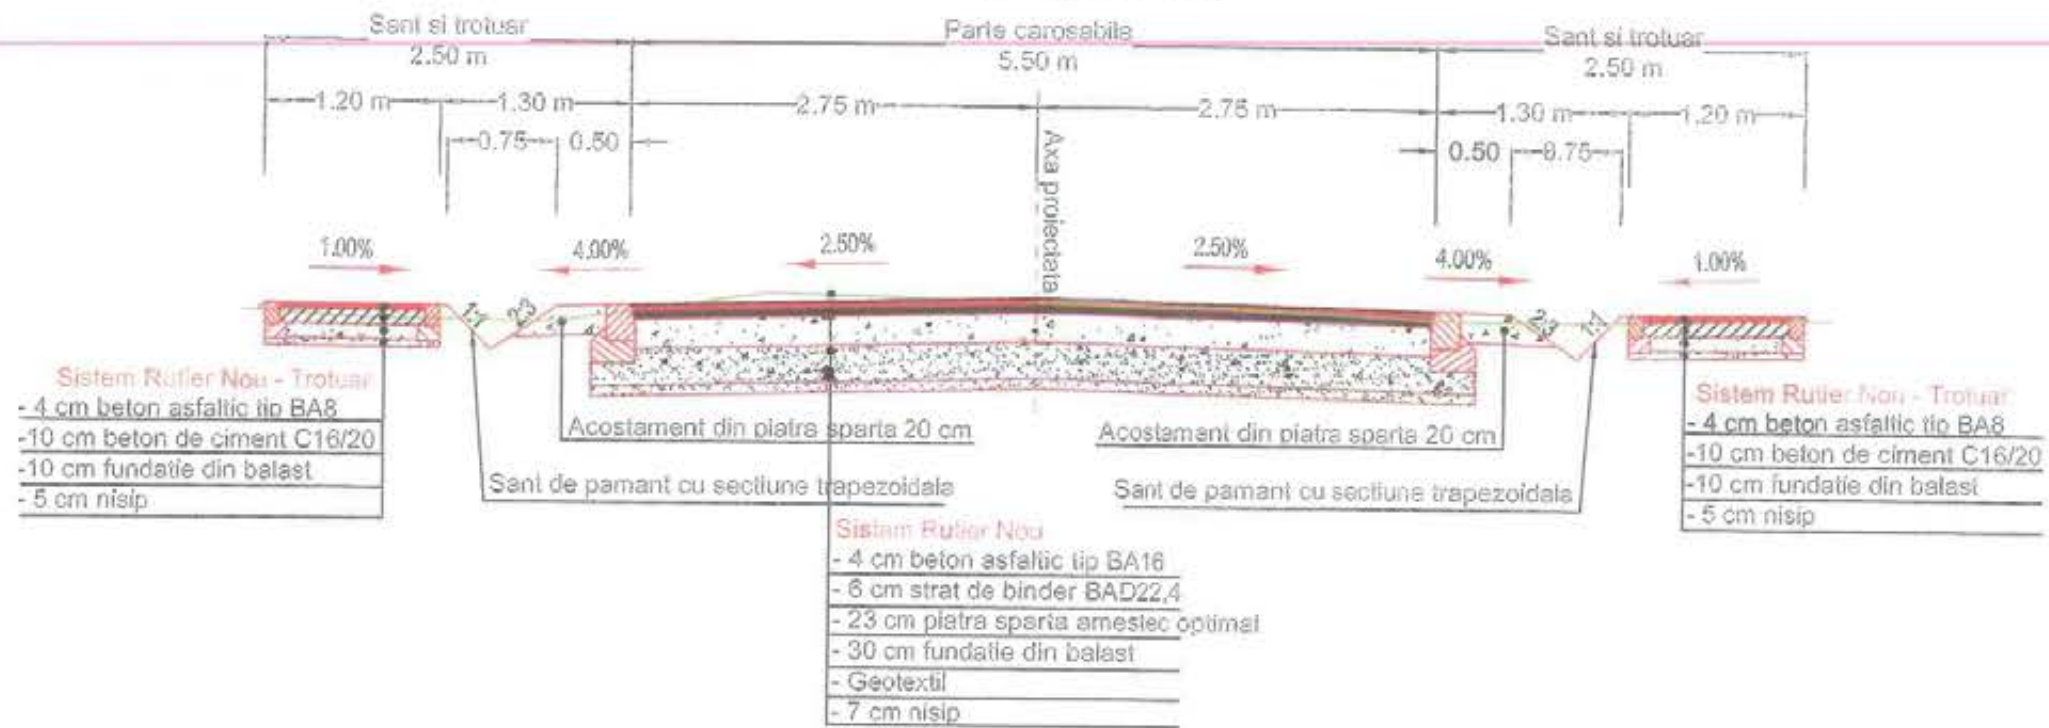 Sant si trotuar
2.50 m
Parte carosabila
5.50 m
Sant si trotuar
2.50 m
1.20 m
1.30 m
2.75 m
2.75 m
1.30 m
1.20 m
0.75
0.50
0.50
0.75
Axa proiectata
1.00%
4.00%
2.50%
2.50%
4.00%
1.00%
1:1
2:3
2:3
1:1
Sistem Rutier Nou - Trotuar
- 4 cm beton asfaltic tip BA8
-10 cm beton de ciment C16/20
-10 cm fundatie din balast
- 5 cm nisip
Acostament din piatra sparta 20 cm
Sant de pamant cu sectiune trapezoidala
Acostament din piatra sparta 20 cm
Sant de pamant cu sectiune trapezoidala
Sistem Rutier Nou - Trotuar
- 4 cm beton asfaltic tip BA8
-10 cm beton de ciment C16/20
-10 cm fundatie din balast
- 5 cm nisip
Sistem Rutier Nou
- 4 cm beton asfaltic tip BA16
- 6 cm strat de binder BAD22,4
- 23 cm piatra sparta amestec optimal
- 30 cm fundatie din balast
- Geotextil
- 7 cm nisip